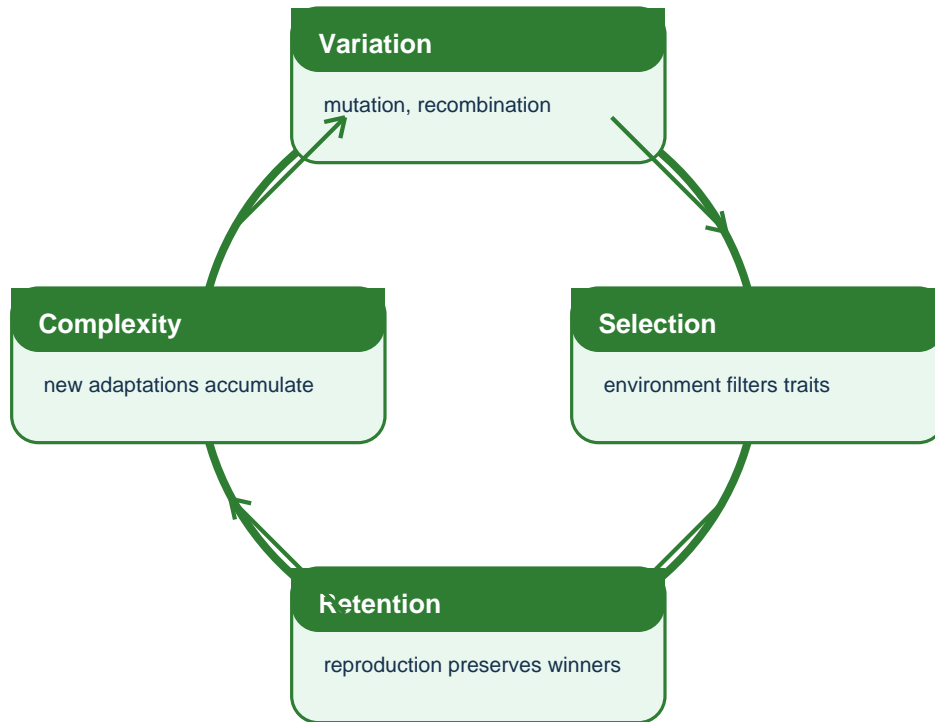 Variation
mutation, recombination
Complexity
new adaptations accumulate
Selection
environment filters traits
Retention
reproduction preserves winners